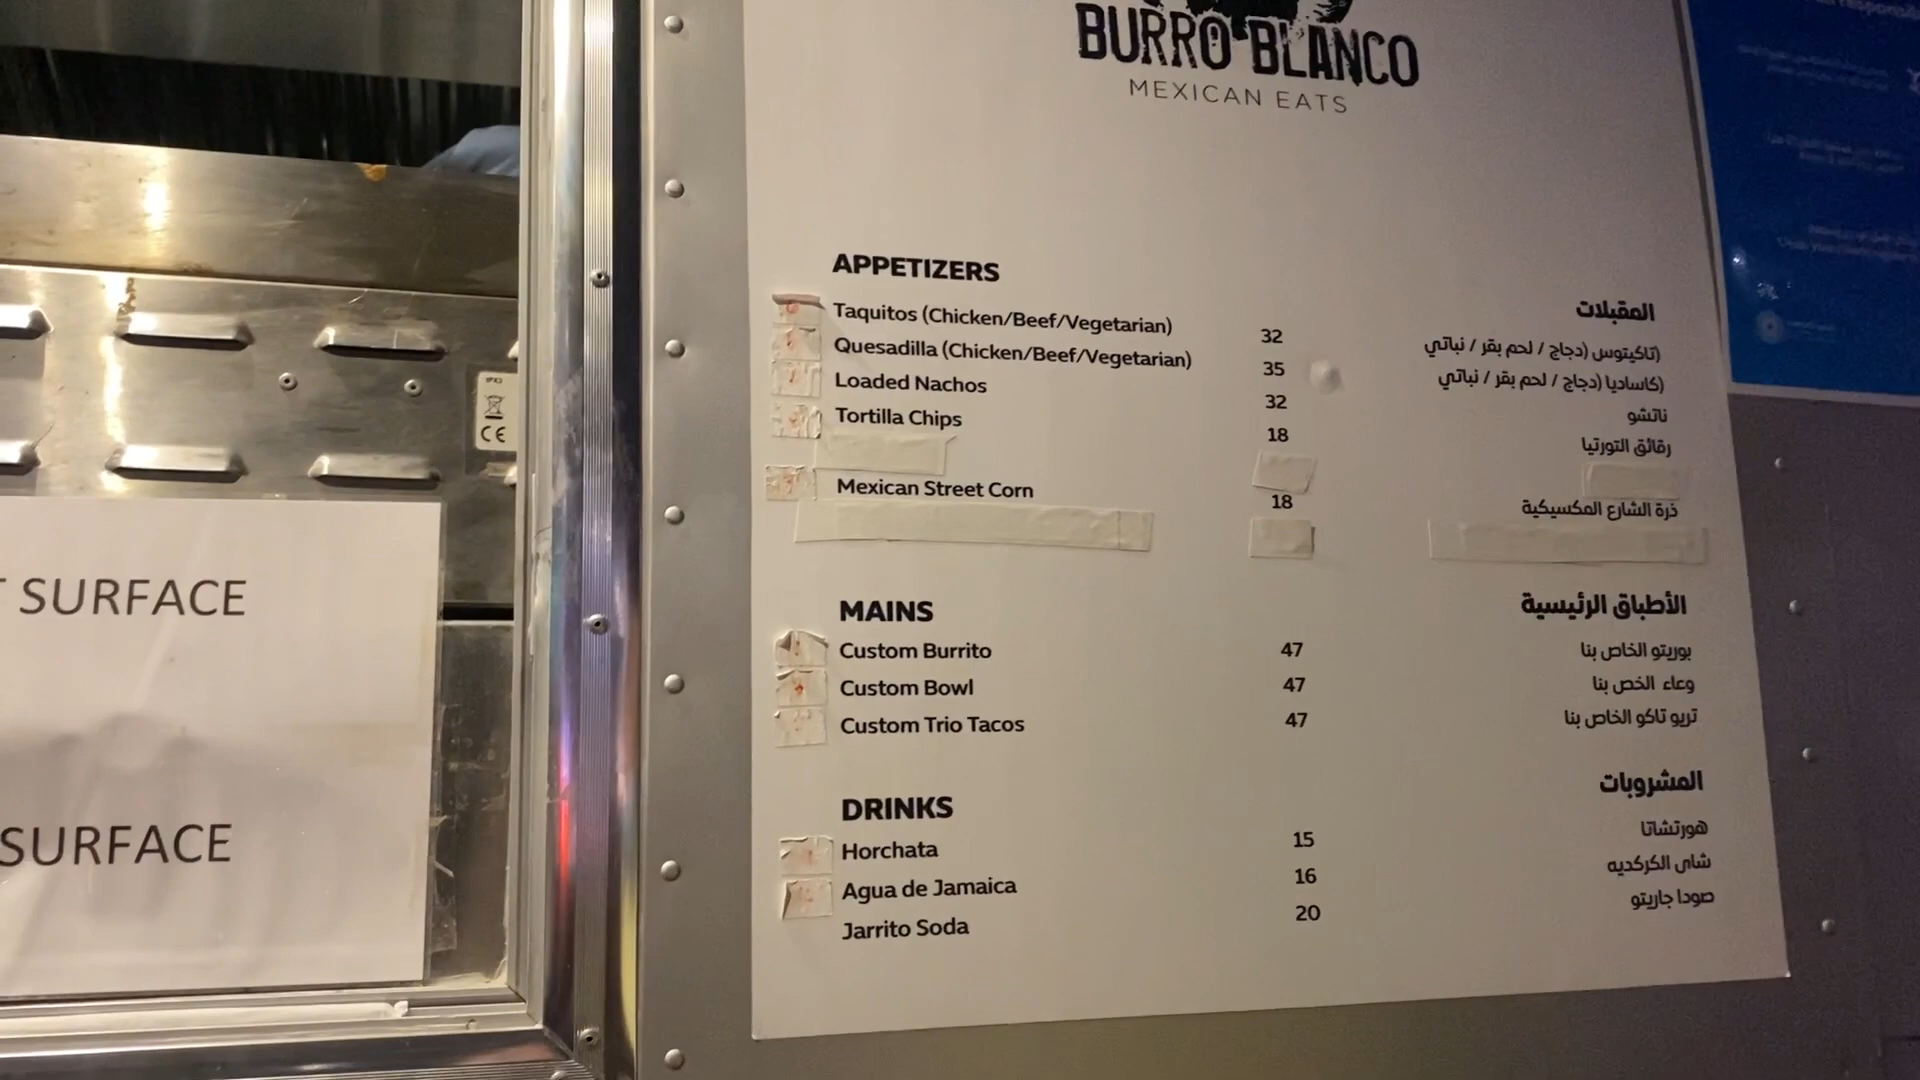 BURRO BLANCO
MEXICAN EATS
APPETIZERS
المقبلات
Taquitos (Chicken/Beef/Vegetarian) 32 تاكيتوس (دجاج / لحم بقر / نباتي)
Quesadilla (Chicken/Beef/Vegetarian) 35 كاساديا (دجاج / لحم بقر / نباتي)
Loaded Nachos 32 ناتشو
Tortilla Chips 18 رقائق التورتيا
Mexican Street Corn 18 ذرة الشارع المكسيكية
MAINS
الأطباق الرئيسية
Custom Burrito 47 بوريتو الخاص بنا
Custom Bowl 47 وعاء الخص بنا
Custom Trio Tacos 47 تريو تاكو الخاص بنا
DRINKS
المشروبات
Horchata 15 هورتشاتا
Agua de Jamaica 16 شاى الكركديه
Jarrito Soda 20 صودا جاريتو
SURFACE
SURFACE
CE